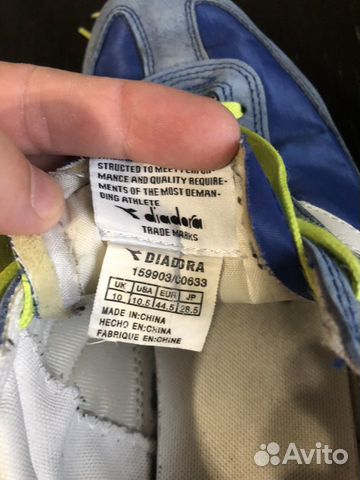 STRUCTED TO MEET PERFOR-
MANCE AND QUALITY REQUIRE-
MENTS OF THE MOST DEMAN-
DING ATHLETE
diadora
TRADE MARKS
DIADORA
159903/C0633
UK USA EUR JP
10 10.5 44.5 28.5
MADE IN:CHINA
HECHO EN:CHINA
FABRIQUE EN:CHINE
Avito